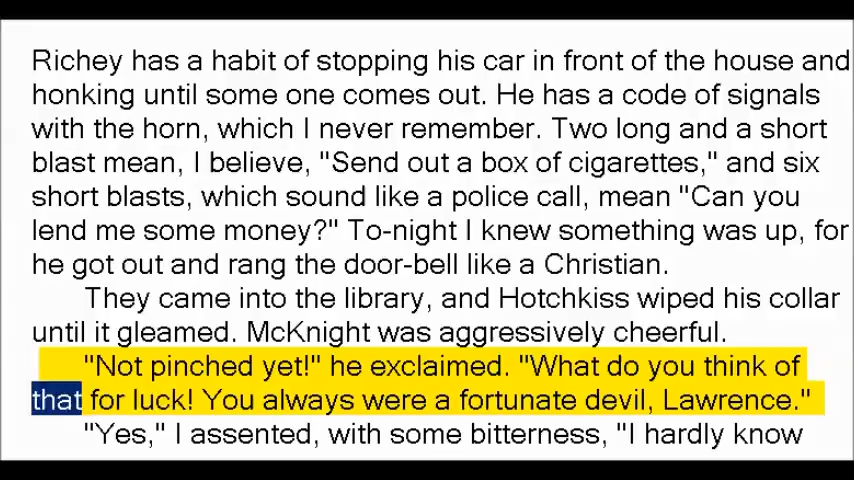 Richey has a habit of stopping his car in front of the house and
honking until some one comes out. He has a code of signals
with the horn, which I never remember. Two long and a short
blast mean, I believe, "Send out a box of cigarettes," and six
short blasts, which sound like a police call, mean "Can you
lend me some money?" To-night I knew something was up, for
he got out and rang the door-bell like a Christian.
They came into the library, and Hotchkiss wiped his collar
until it gleamed. McKnight was aggressively cheerful.
"Not pinched yet!" he exclaimed. "What do you think of
that for luck! You always were a fortunate devil, Lawrence."
"Yes," I assented, with some bitterness, "I hardly know